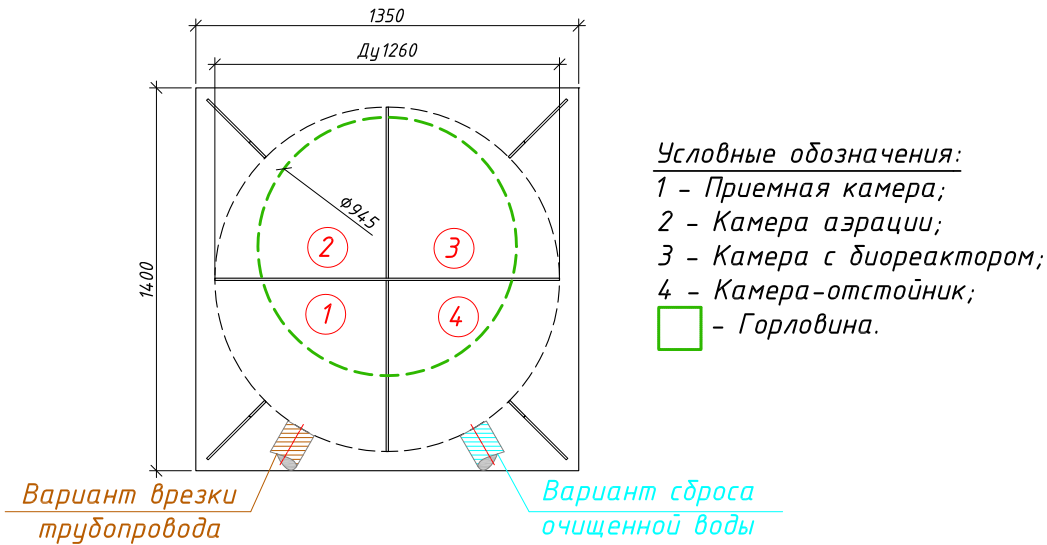 1350
Ду1260
1400
Ø945
2
3
1
4
Условные обозначения:
1 - Приемная камера;
2 - Камера аэрации;
3 - Камера с биореактором;
4 - Камера-отстойник;
- Горловина.
Вариант врезки
трубопровода
Вариант сброса
очищенной воды